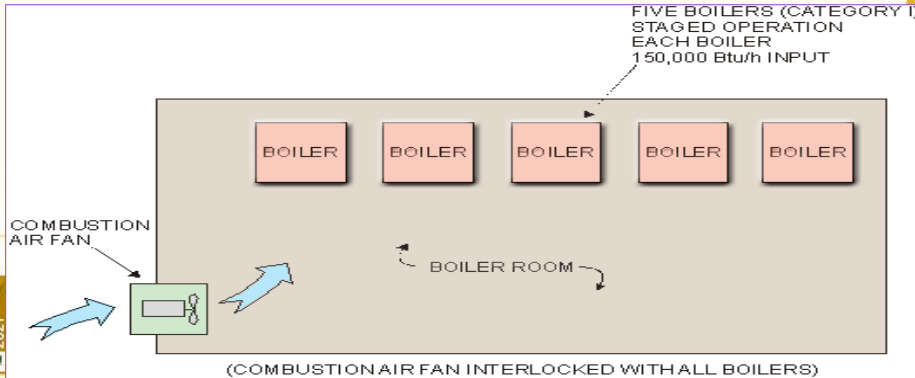 FIVE BOILERS (CATEGORY I)
STAGED OPERATION
EACH BOILER
150,000 Btu/h INPUT
BOILER BOILER BOILER BOILER BOILER
COMBUSTION
AIR FAN
BOILER ROOM
(COMBUSTION AIR FAN INTERLOCKED WITH ALL BOILERS)
2021